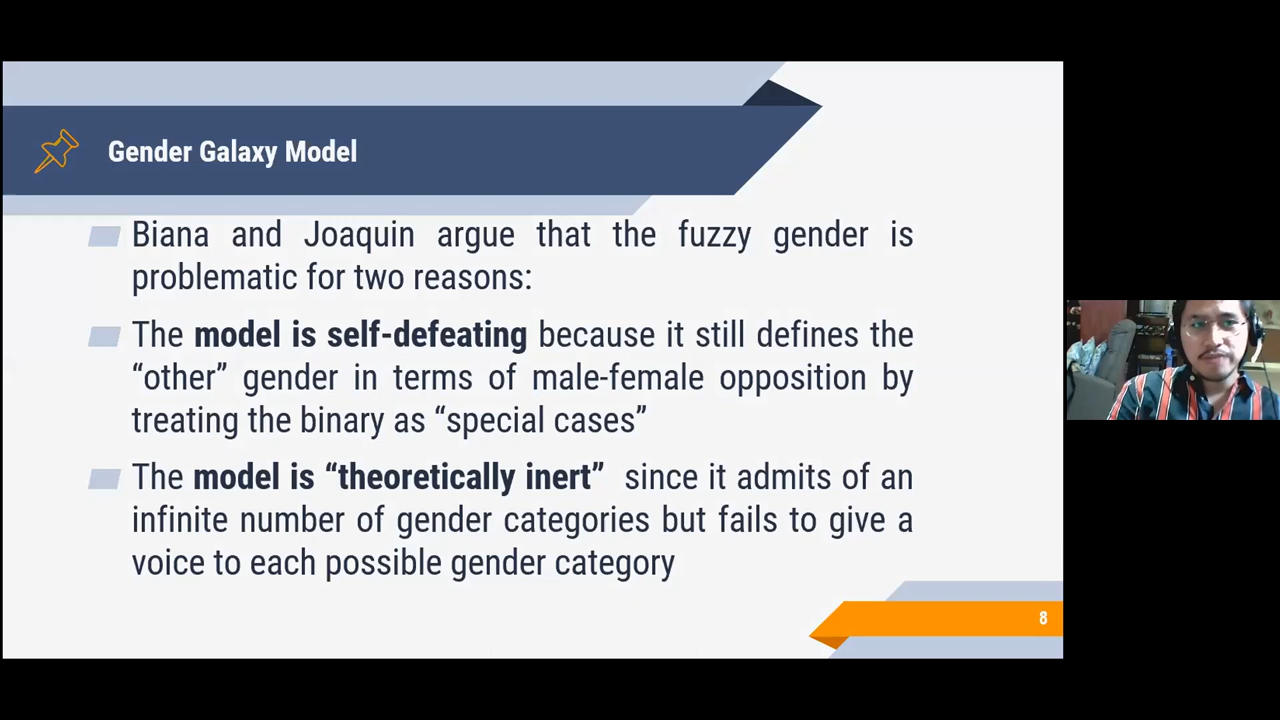 Gender Galaxy Model
Biana and Joaquin argue that the fuzzy gender is
problematic for two reasons:
The model is self-defeating because it still defines the
“other” gender in terms of male-female opposition by
treating the binary as “special cases”
The model is “theoretically inert” since it admits of an
infinite number of gender categories but fails to give a
voice to each possible gender category
8